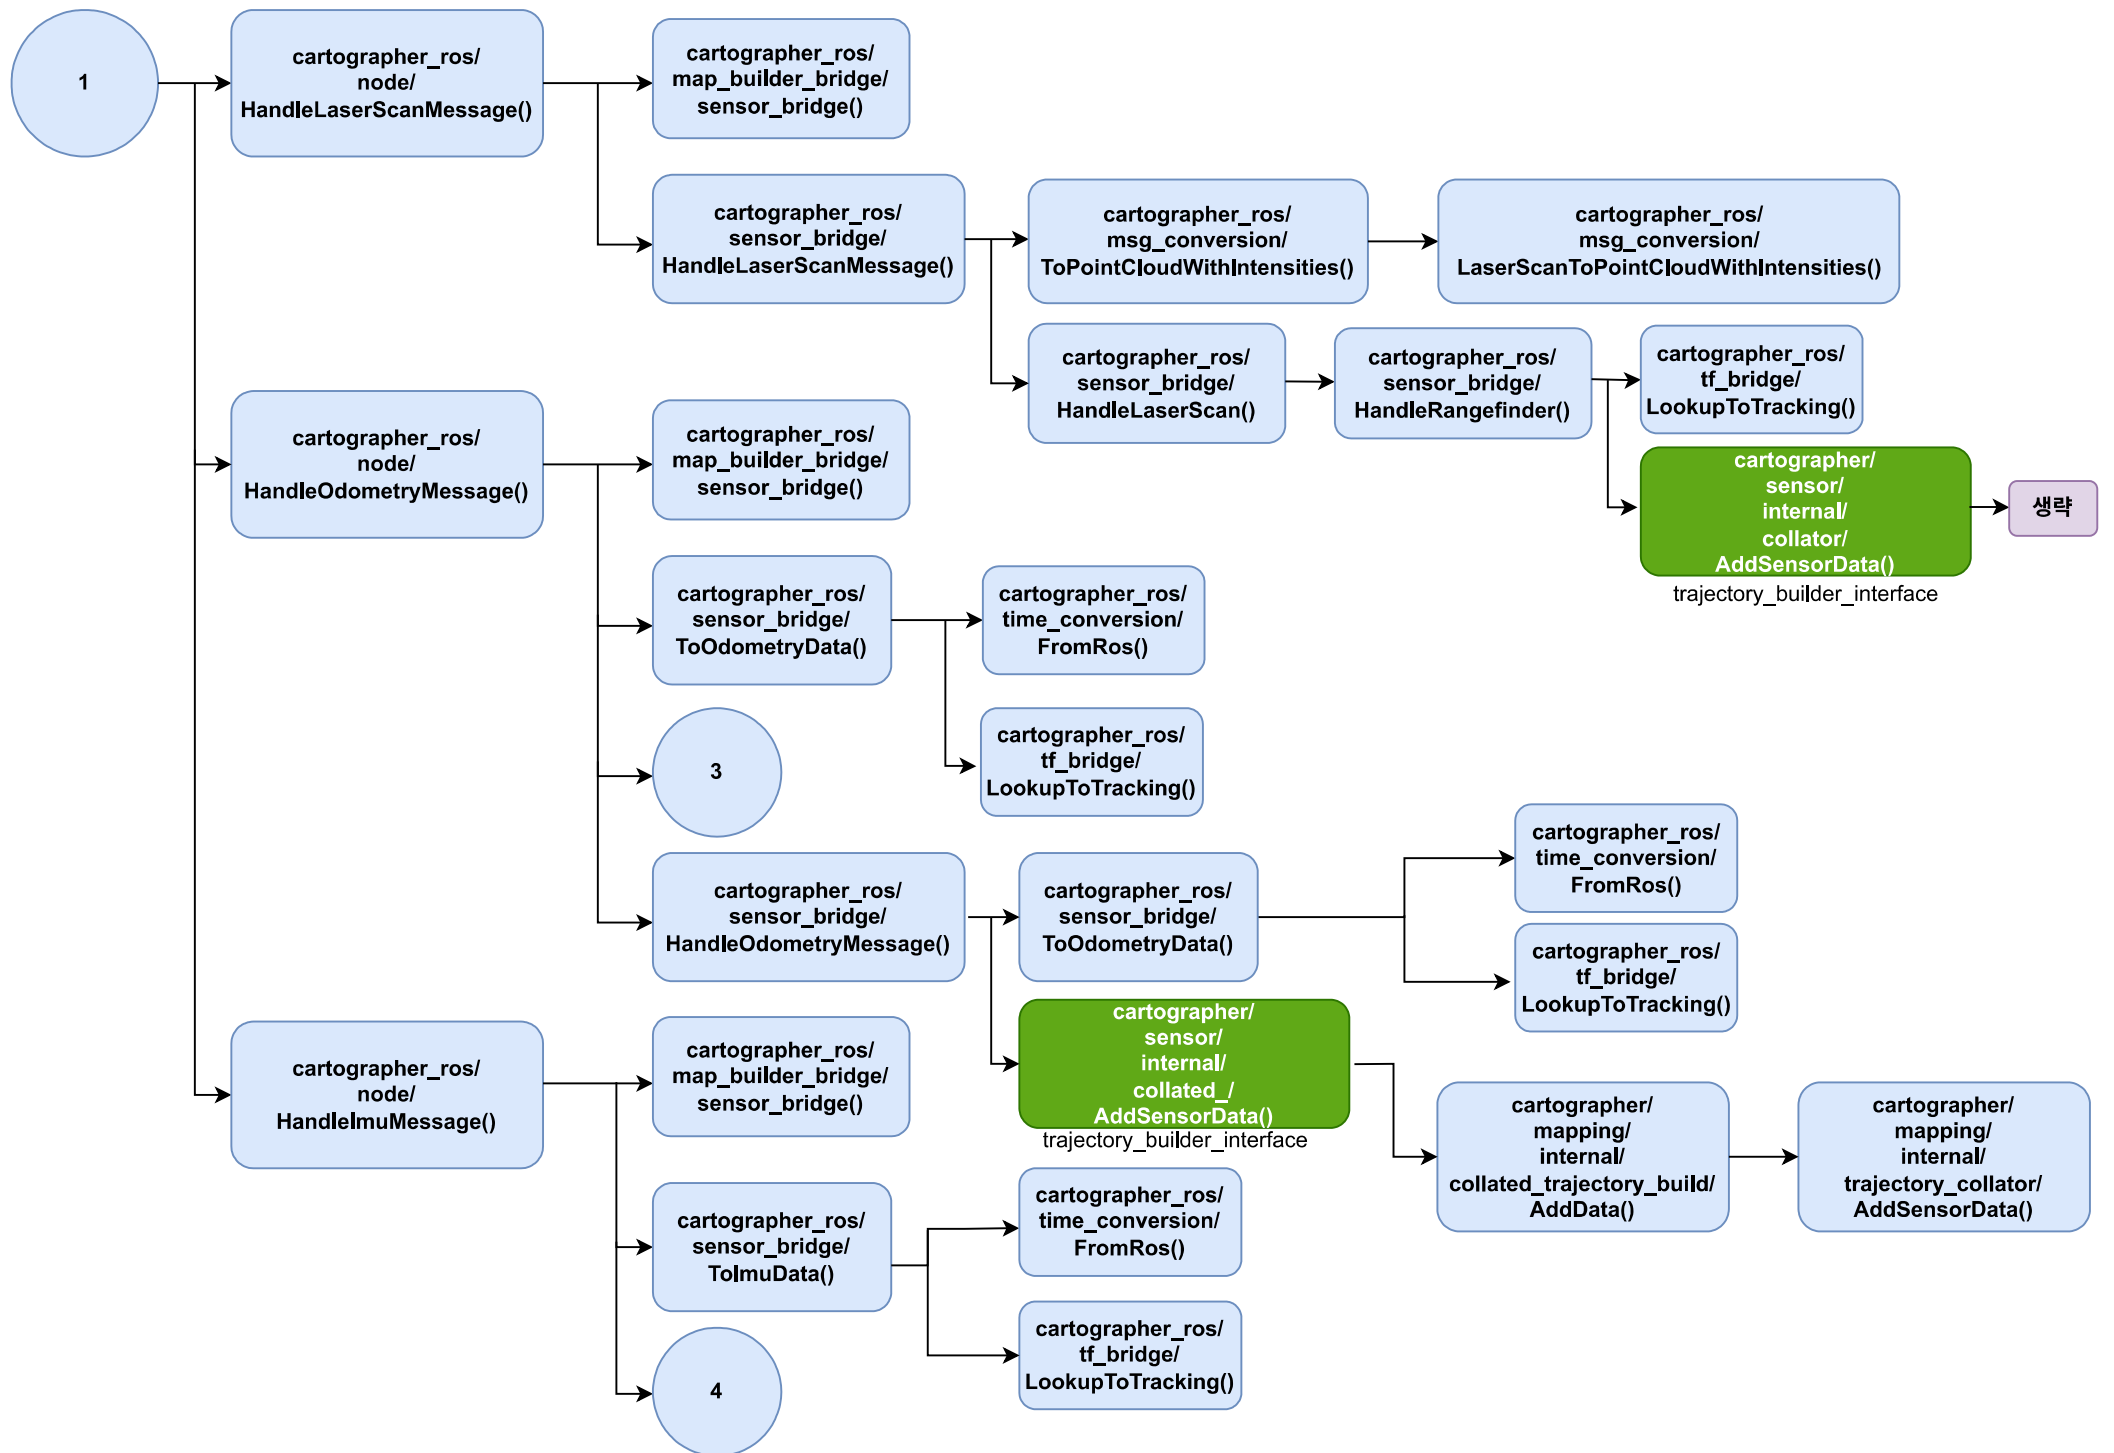 1
cartographer_ros/
node/
HandleLaserScanMessage()
cartographer_ros/
map_builder_bridge/
sensor_bridge()
cartographer_ros/
sensor_bridge/
HandleLaserScanMessage()
cartographer_ros/
msg_conversion/
ToPointCloudWithIntensities()
cartographer_ros/
msg_conversion/
LaserScanToPointCloudWithIntensities()
cartographer_ros/
sensor_bridge/
HandleLaserScan()
cartographer_ros/
sensor_bridge/
HandleRangefinder()
cartographer_ros/
tf_bridge/
LookupToTracking()
cartographer/
sensor/
internal/
collator/
AddSensorData()
trajectory_builder_interface
생략
cartographer_ros/
node/
HandleOdometryMessage()
cartographer_ros/
map_builder_bridge/
sensor_bridge()
cartographer_ros/
sensor_bridge/
ToOdometryData()
cartographer_ros/
time_conversion/
FromRos()
cartographer_ros/
tf_bridge/
LookupToTracking()
3
cartographer_ros/
sensor_bridge/
HandleOdometryMessage()
cartographer_ros/
sensor_bridge/
ToOdometryData()
cartographer_ros/
time_conversion/
FromRos()
cartographer_ros/
tf_bridge/
LookupToTracking()
cartographer/
sensor/
internal/
collated_/
AddSensorData()
trajectory_builder_interface
cartographer/
mapping/
internal/
collated_trajectory_build/
AddData()
cartographer/
mapping/
internal/
trajectory_collator/
AddSensorData()
cartographer_ros/
node/
HandleImuMessage()
cartographer_ros/
map_builder_bridge/
sensor_bridge()
cartographer_ros/
sensor_bridge/
ToImuData()
cartographer_ros/
time_conversion/
FromRos()
cartographer_ros/
tf_bridge/
LookupToTracking()
4